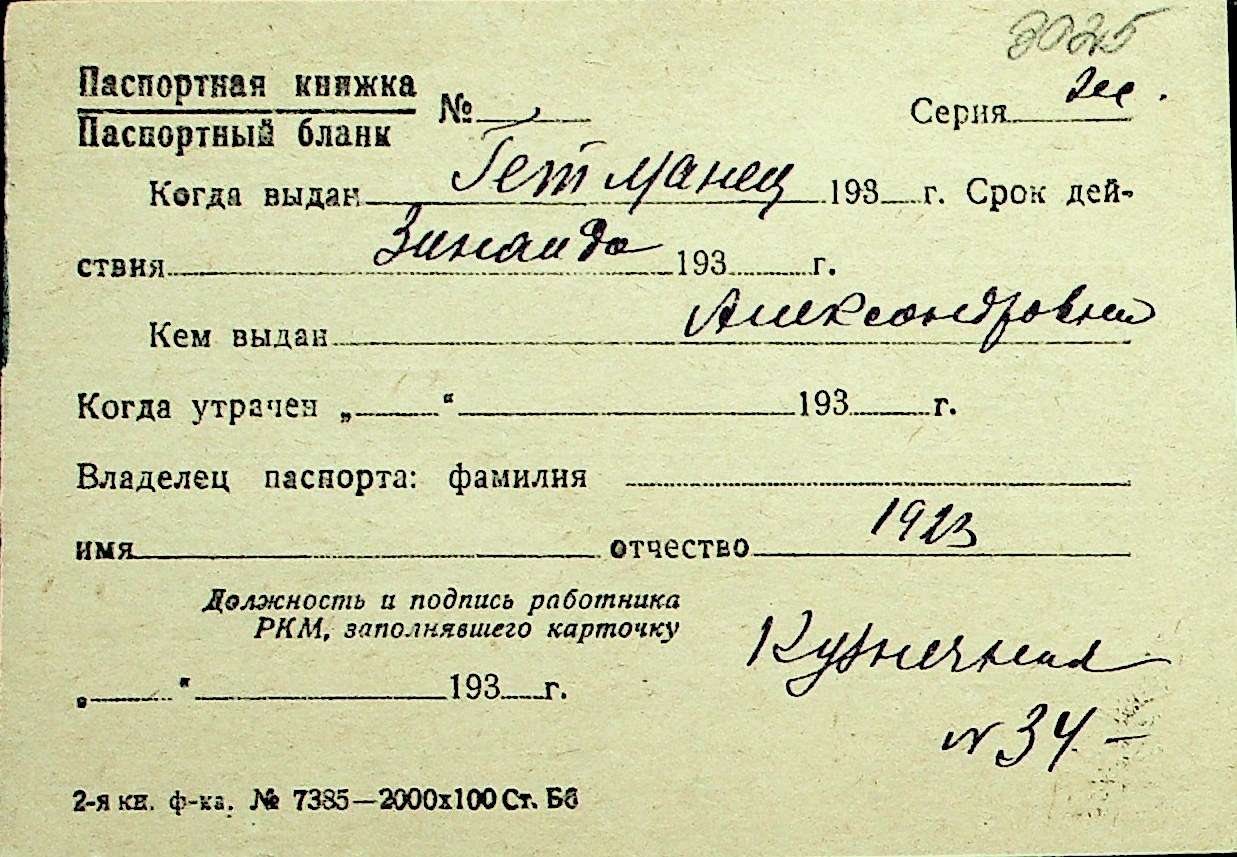 3025
Паспортная книжка
Паспортный бланк
№ Серия
Когда выдан Гетманец 193 г. Срок дей-
ствия Зинаида 193 г.
Кем выдан Александровна
Когда утрачен „ “ 193 г.
Владелец паспорта: фамилия
имя отчество 1923
Должность и подпись работника
РКМ, заполнявшего карточку
„ “ 193 г.
Кузнечная
№ 34 –
2-я кн. ф-ка. № 7385—2000х100 Ст. Бб